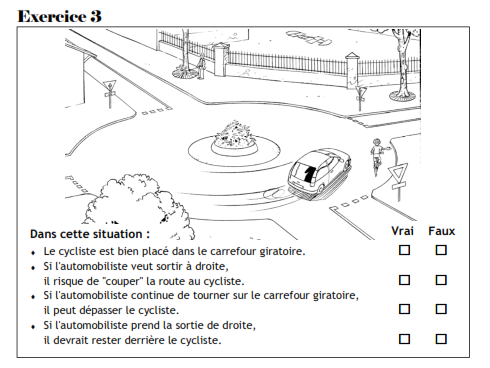 Exercice 3
1
Dans cette situation : Vrai Faux
♦ Le cycliste est bien placé dans le carrefour giratoire.
♦ Si l'automobiliste veut sortir à droite,
il risque de "couper" la route au cycliste.
♦ Si l'automobiliste continue de tourner sur le carrefour giratoire,
il peut dépasser le cycliste.
♦ Si l'automobiliste prend la sortie de droite,
il devrait rester derrière le cycliste.